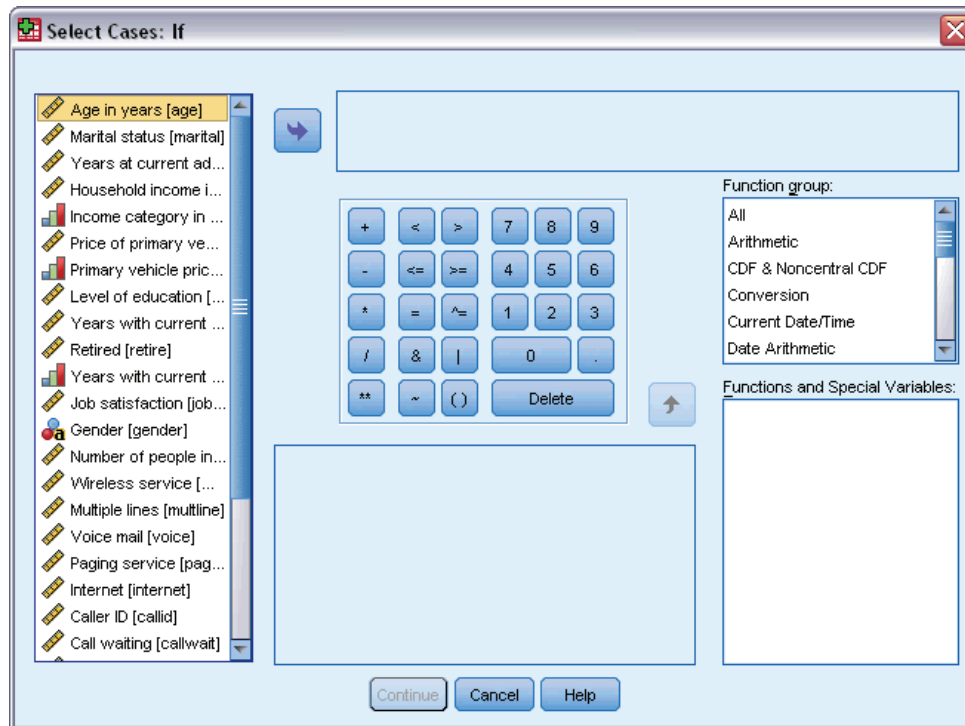 Select Cases: If
Age in years [age]
Marital status [marital]
Years at current ad...
Household income i...
Income category in ...
Price of primary ve...
Primary vehicle pric...
Level of education [...
Years with current ...
Retired [retire]
Years with current ...
Job satisfaction [job...
Gender [gender]
Number of people in...
Wireless service [...
Multiple lines [multline]
Voice mail [voice]
Paging service [pag...
Internet [internet]
Caller ID [callid]
Call waiting [callwait]
+ < > 7 8 9
- <= >= 4 5 6
* = ^= 1 2 3
/ & | 0 .
** ~ ( ) Delete
Function group:
All
Arithmetic
CDF & Noncentral CDF
Conversion
Current Date/Time
Date Arithmetic
Functions and Special Variables:
Continue Cancel Help